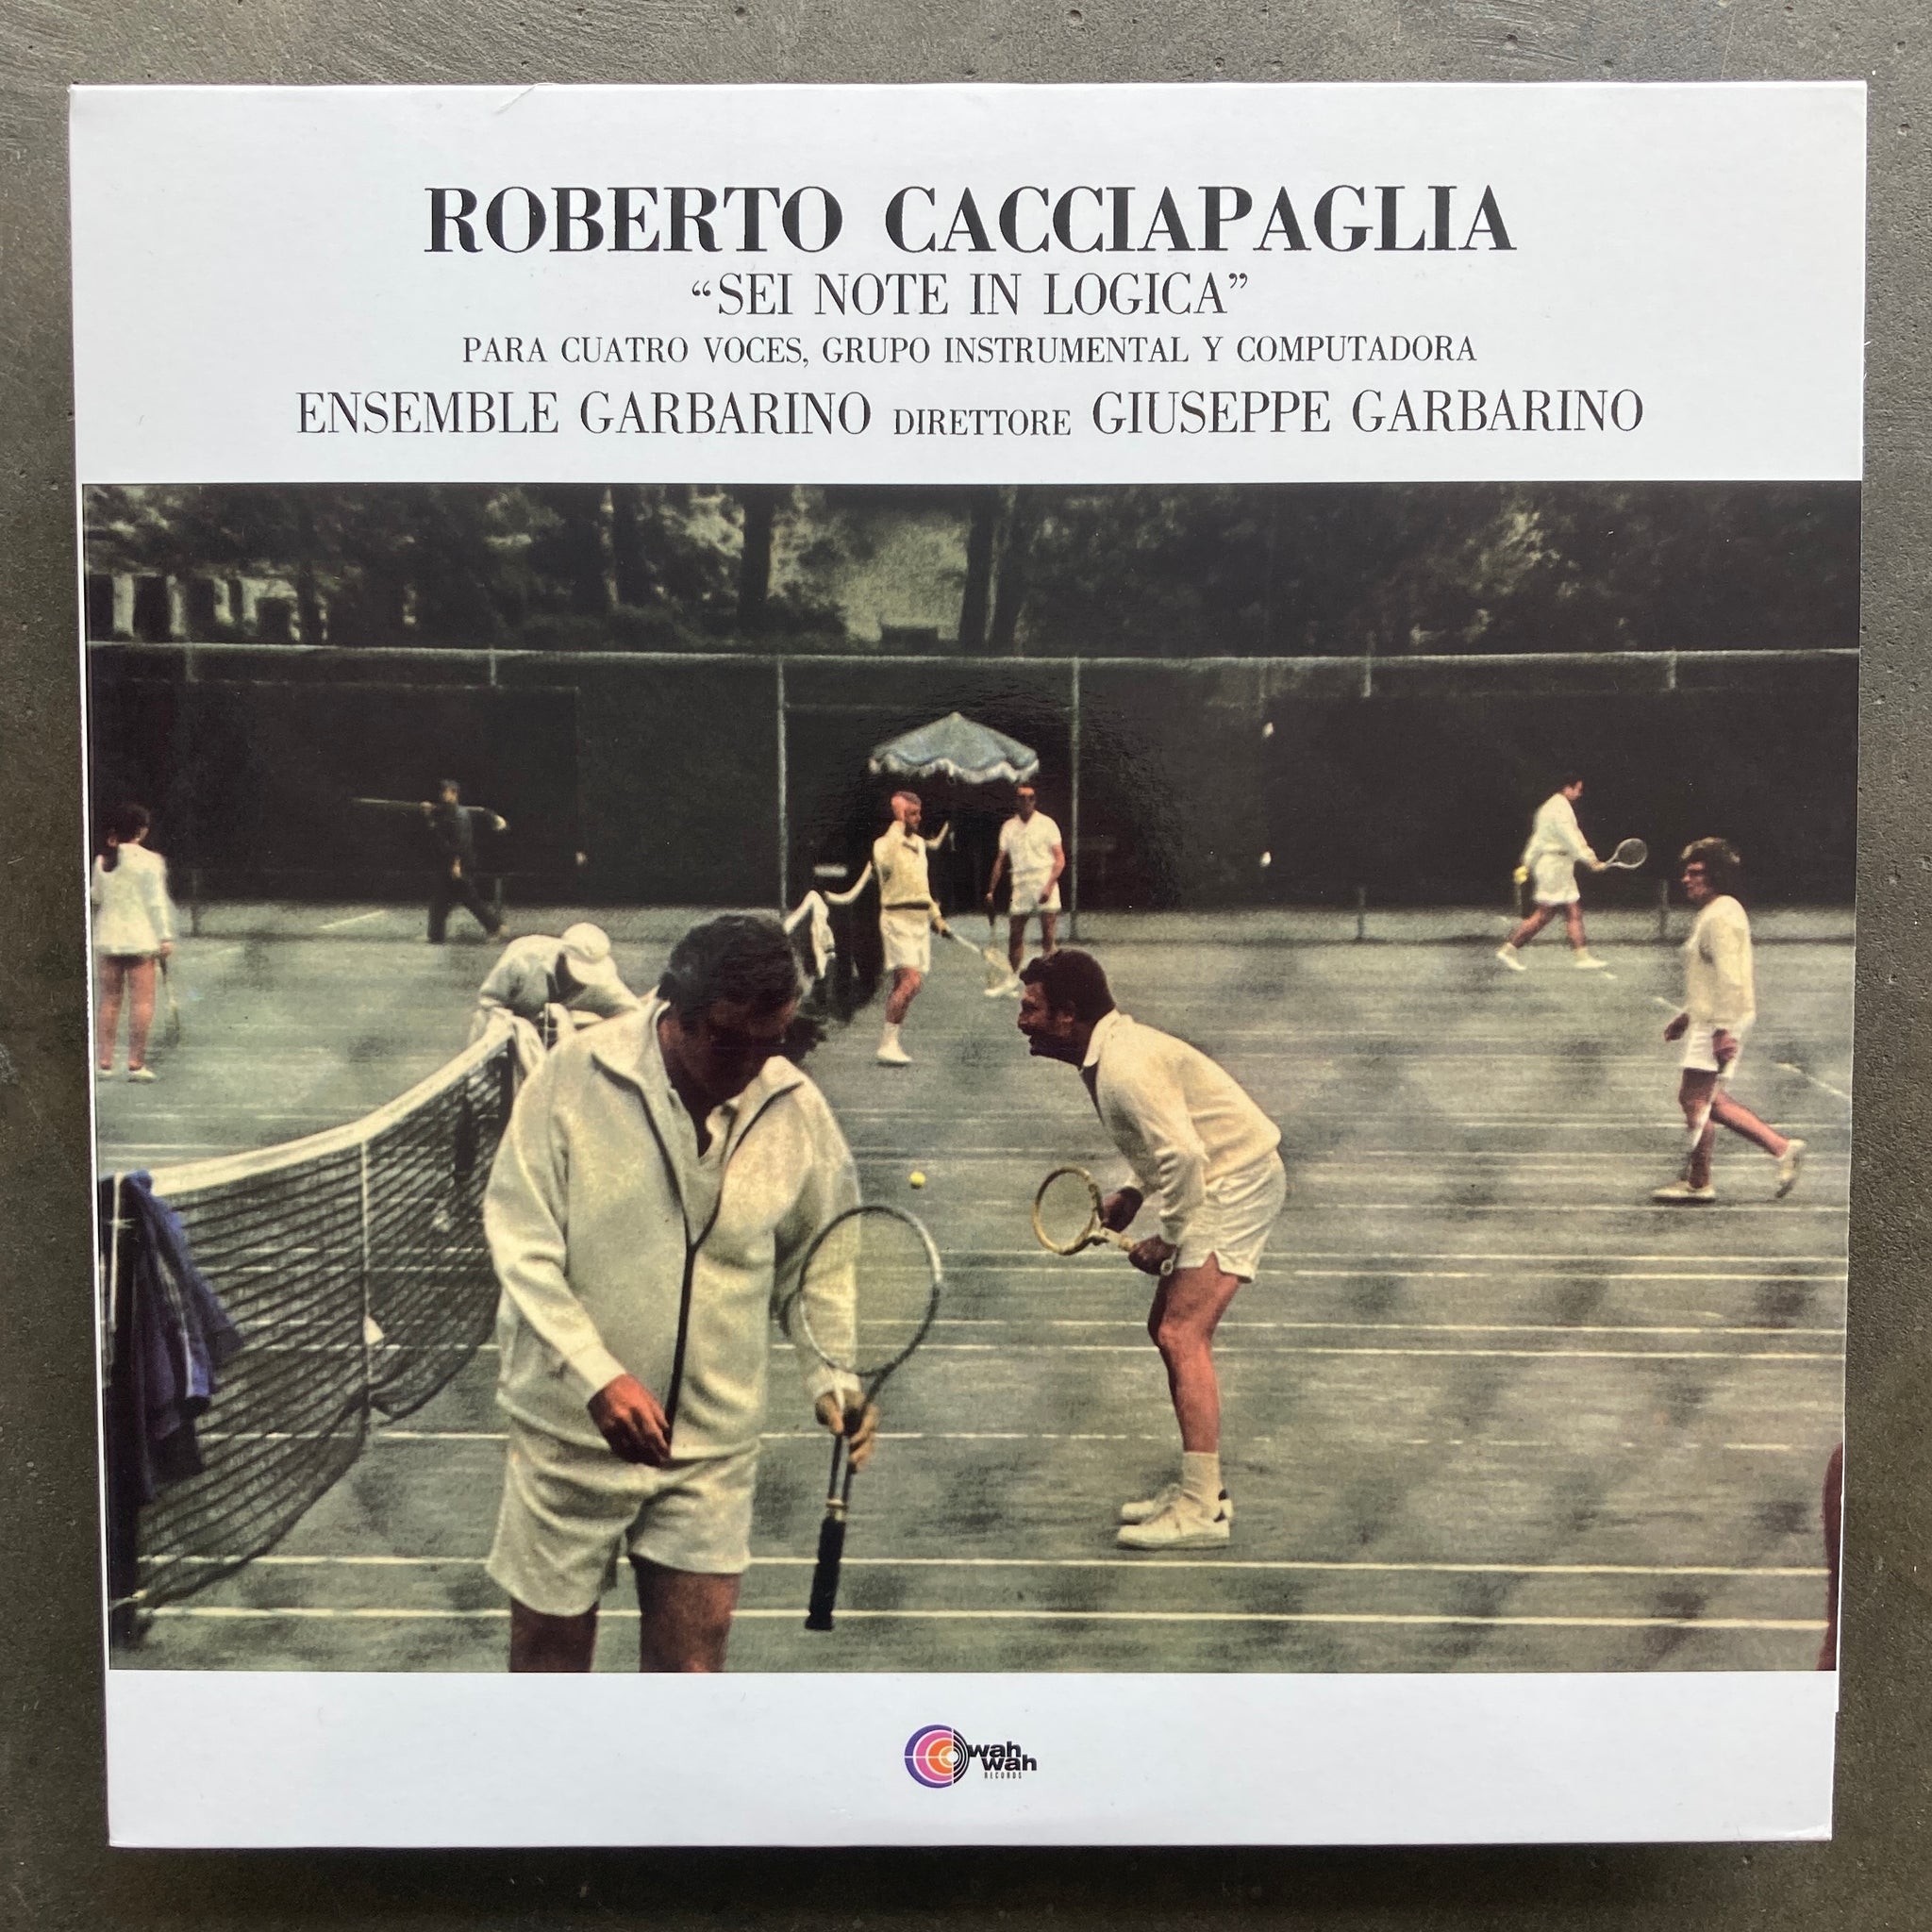 ROBERTO CACCIAPAGLIA
“SEI NOTE IN LOGICA”
PARA CUATRO VOCES, GRUPO INSTRUMENTAL Y COMPUTADORA
ENSEMBLE GARBARINO DIRETTORE GIUSEPPE GARBARINO
wah
wah
RECORDS